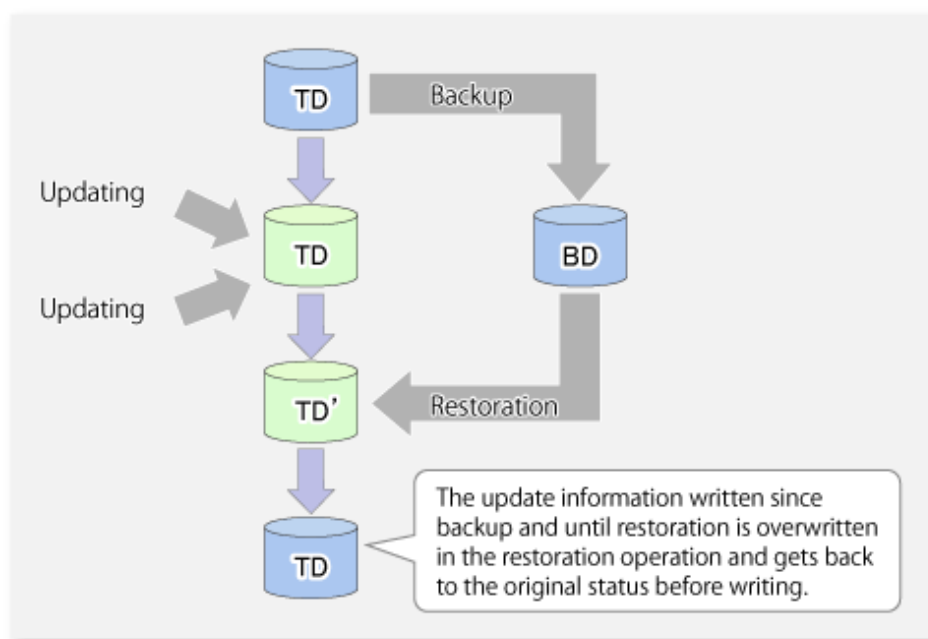 TD
Backup
Updating
TD
BD
Updating
TD'
Restoration
The update information written since
backup and until restoration is overwritten
in the restoration operation and gets back
to the original status before writing.
TD